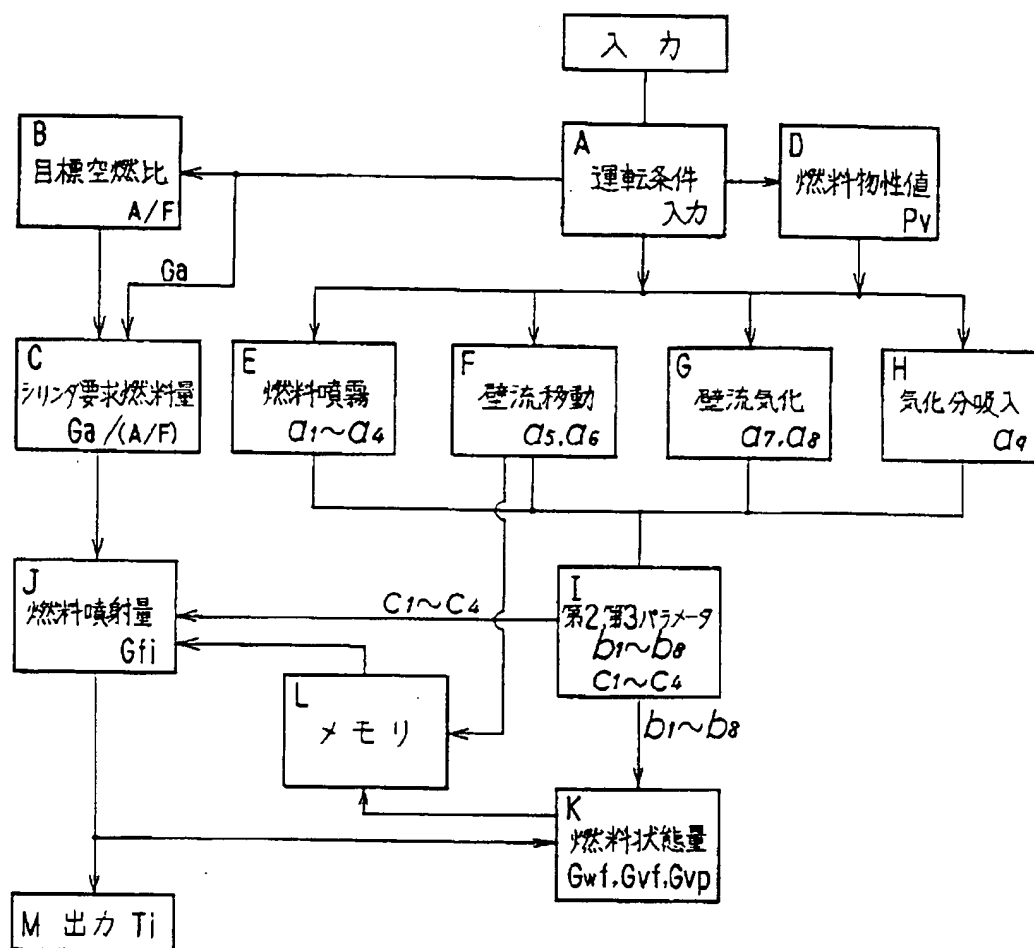 入力
B
目標空燃比
A/F
A
運転条件
入力
D
燃料物性値
Pv
Ga
C
シリンダ要求燃料量
Ga/(A/F)
E
燃料噴霧
a1~a4
F
壁流移動
a5,a6
G
壁流気化
a7,a8
H
気化分吸入
a9
J
燃料噴射量
Gfi
C1~C4
I
第2,第3パラメータ
b1~b8
C1~C4
L
メモリ
b1~b8
K
燃料状態量
Gwf,Gvf,Gvp
M 出力 Ti